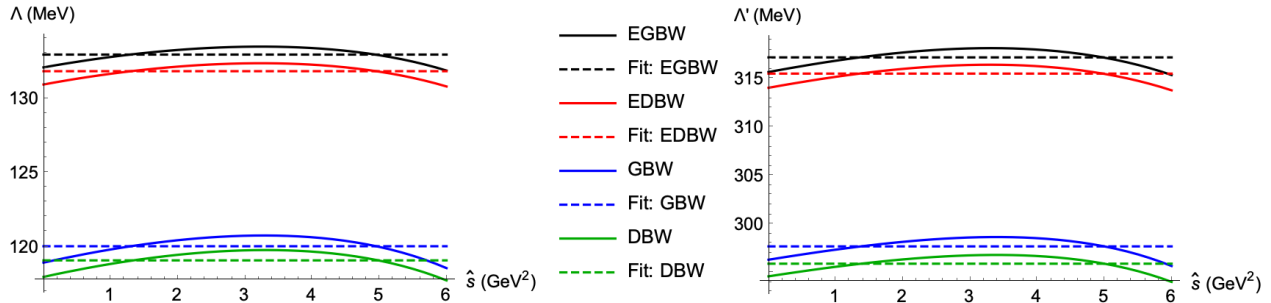 Λ (MeV)
130
125
120
1 2 3 4 5 6
ŝ (GeV²)
EGBW
Fit: EGBW
EDBW
Fit: EDBW
GBW
Fit: GBW
DBW
Fit: DBW
Λ' (MeV)
315
310
305
300
1 2 3 4 5 6
ŝ (GeV²)